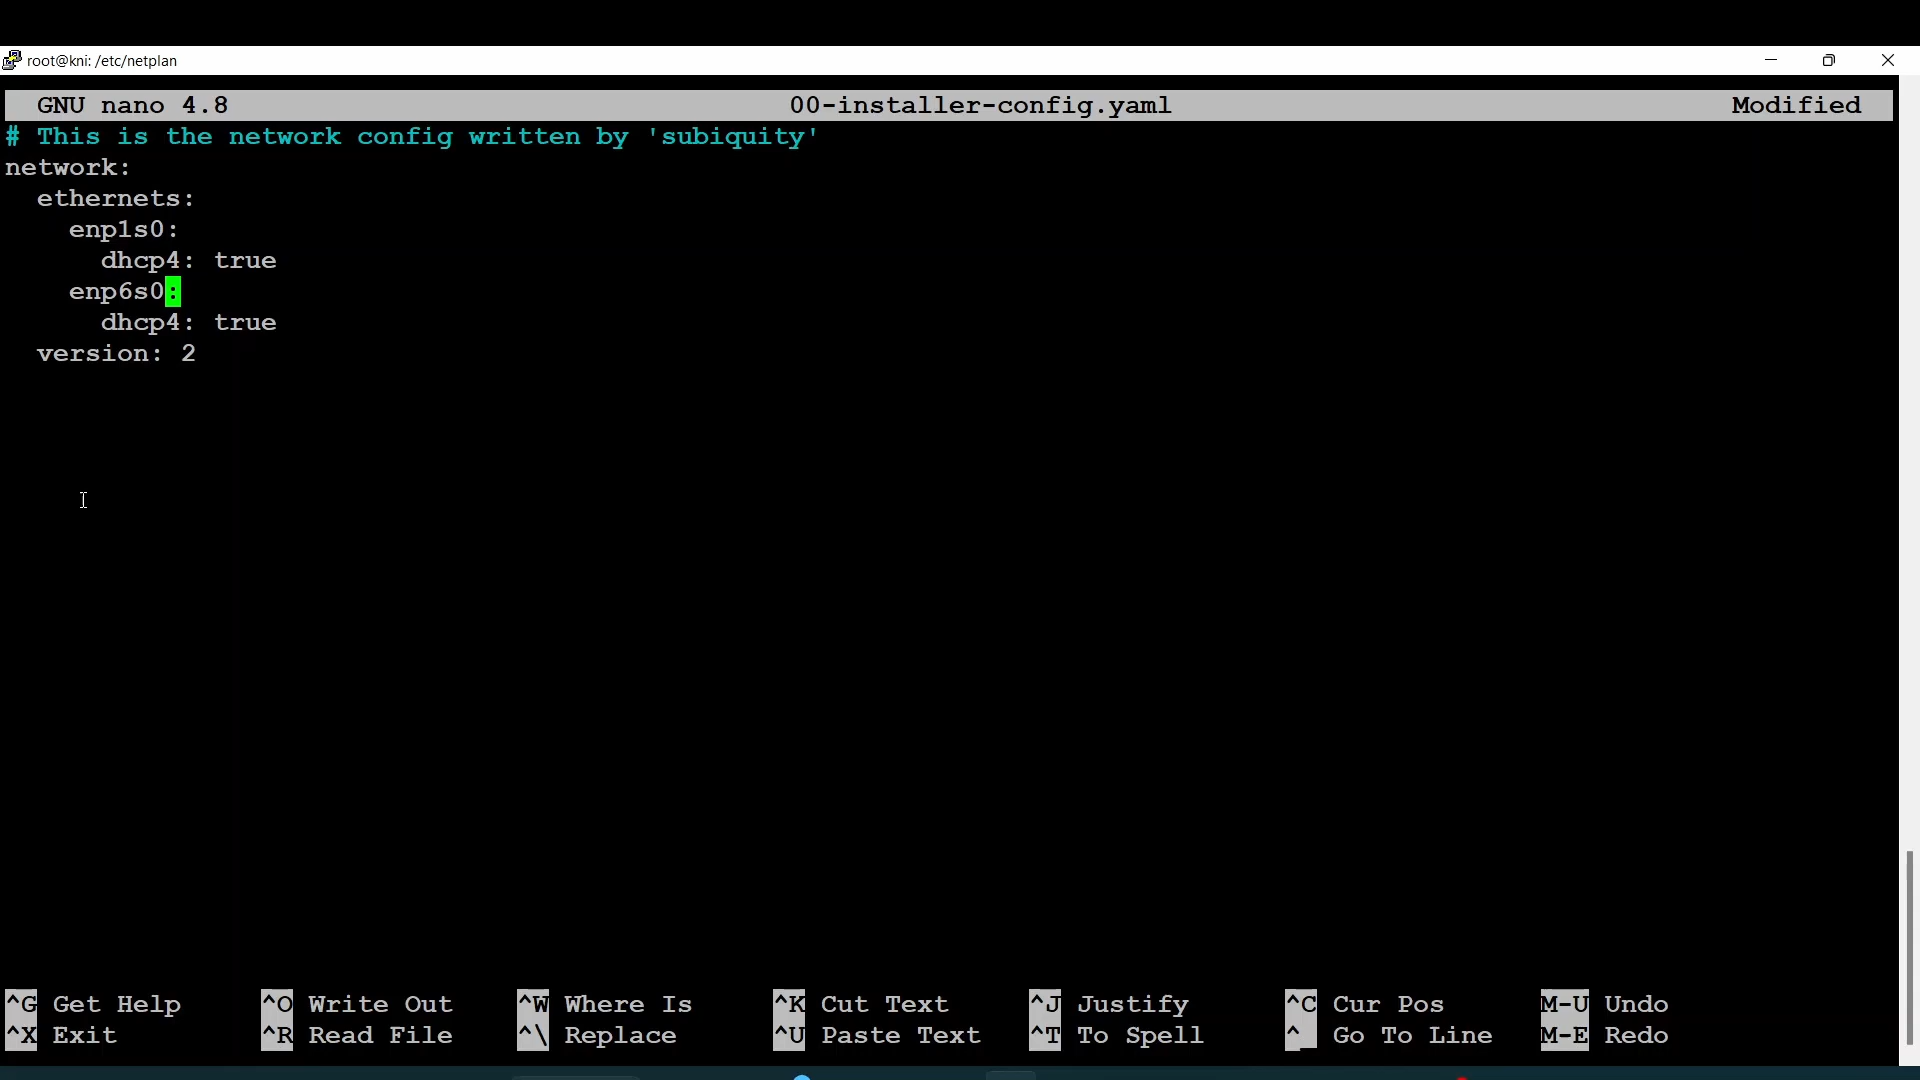 root@kni: /etc/netplan
GNU nano 4.8 00-installer-config.yaml Modified
# This is the network config written by 'subiquity'
network:
  ethernets:
    enp1s0:
      dhcp4: true
    enp6s0:
      dhcp4: true
  version: 2
^G Get Help ^O Write Out ^W Where Is ^K Cut Text ^J Justify ^C Cur Pos M-U Undo
^X Exit ^R Read File ^\ Replace ^U Paste Text ^T To Spell ^_ Go To Line M-E Redo